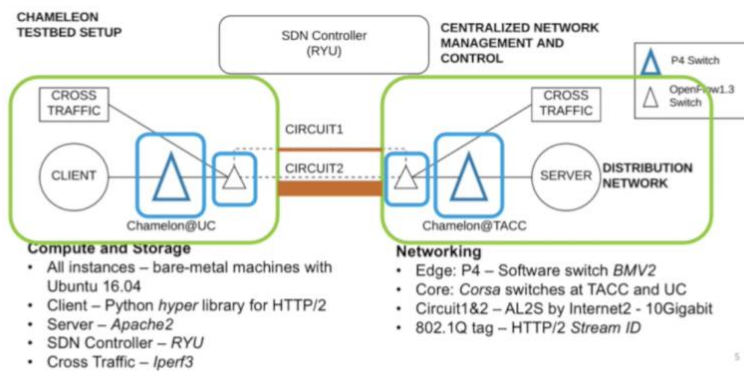 CHAMELEON
TESTBED SETUP
SDN Controller
(RYU)
CENTRALIZED NETWORK
MANAGEMENT AND
CONTROL
P4 Switch
OpenFlow1.3
Switch
CROSS
TRAFFIC
CLIENT
CIRCUIT1
CIRCUIT2
CROSS
TRAFFIC
SERVER
DISTRIBUTION
NETWORK
Chamelon@UC
Chamelon@TACC
Compute and Storage
• All instances – bare-metal machines with
Ubuntu 16.04
• Client – Python hyper library for HTTP/2
• Server – Apache2
• SDN Controller – RYU
• Cross Traffic – Iperf3
Networking
• Edge: P4 – Software switch BMV2
• Core: Corsa switches at TACC and UC
• Circuit1&2 – AL2S by Internet2 - 10Gigabit
• 802.1Q tag – HTTP/2 Stream ID
5